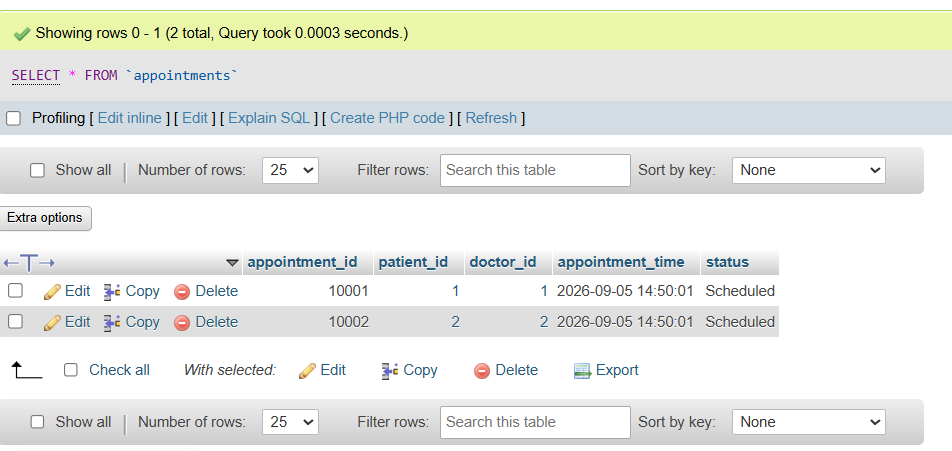 Showing rows 0 - 1 (2 total, Query took 0.0003 seconds.)
SELECT * FROM `appointments`
Profiling [ Edit inline ] [ Edit ] [ Explain SQL ] [ Create PHP code ] [ Refresh ]
Show all | Number of rows: 25 Filter rows: Search this table Sort by key: None
Extra options
←T→ appointment_id patient_id doctor_id appointment_time status
Edit Copy Delete 10001 1 1 2026-09-05 14:50:01 Scheduled
Edit Copy Delete 10002 2 2 2026-09-05 14:50:01 Scheduled
Check all With selected: Edit Copy Delete Export
Show all | Number of rows: 25 Filter rows: Search this table Sort by key: None